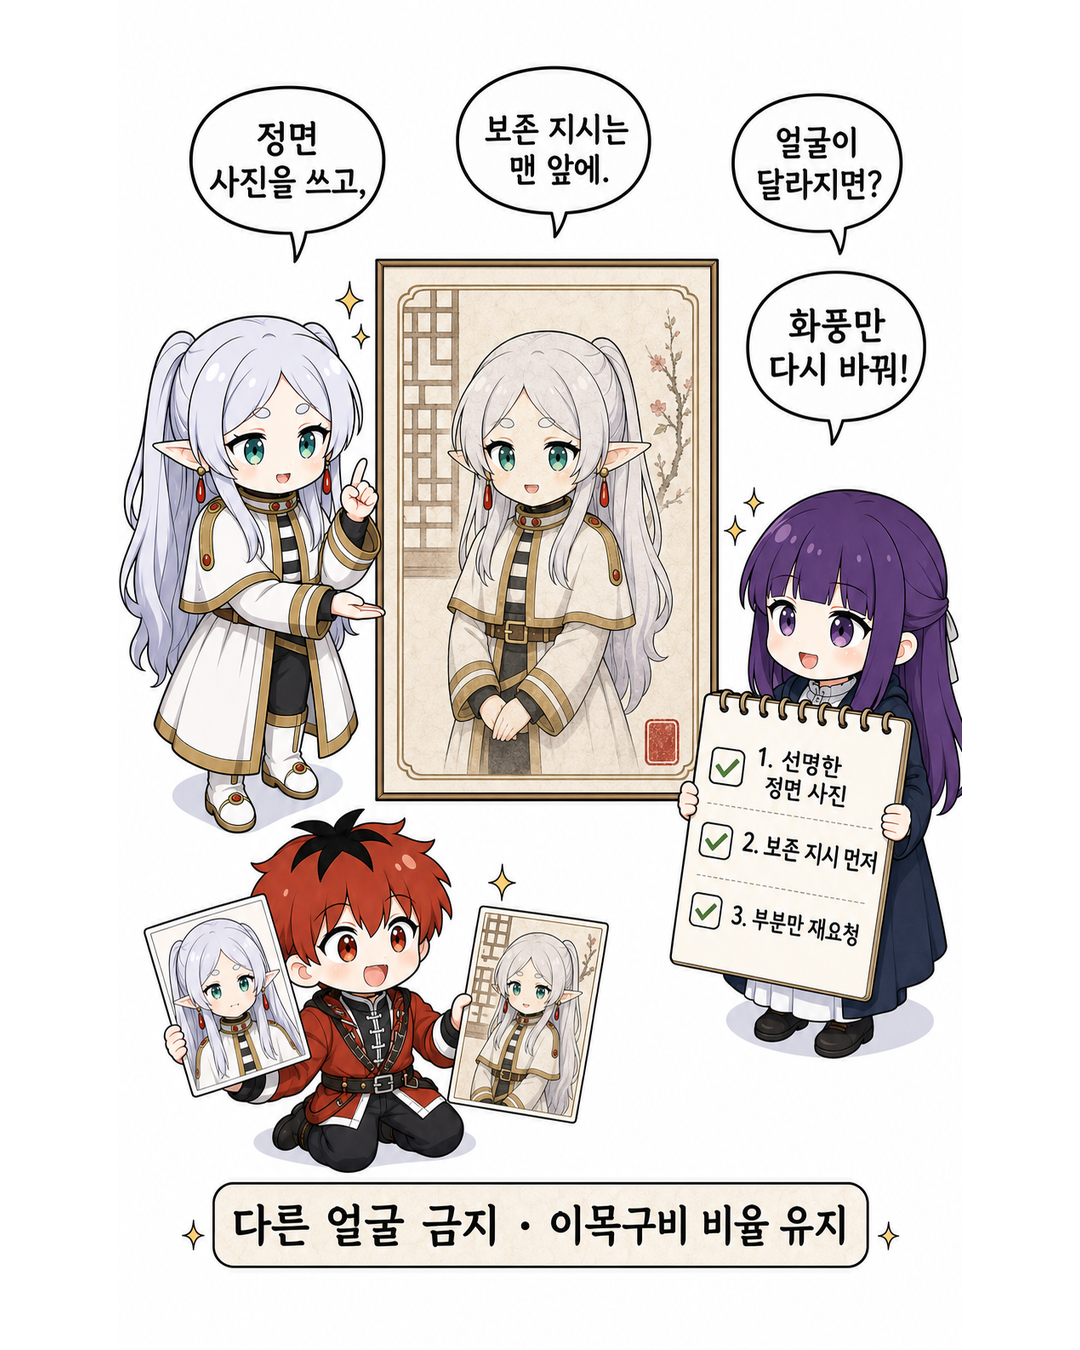 정면
사진을 쓰고,
보존 지시는
맨 앞에.
얼굴이
달라지면?
화풍만
다시 바꿔!
1. 선명한
정면 사진
2. 보존 지시 먼저
3. 부분만 재요청
다른 얼굴 금지 · 이목구비 비율 유지